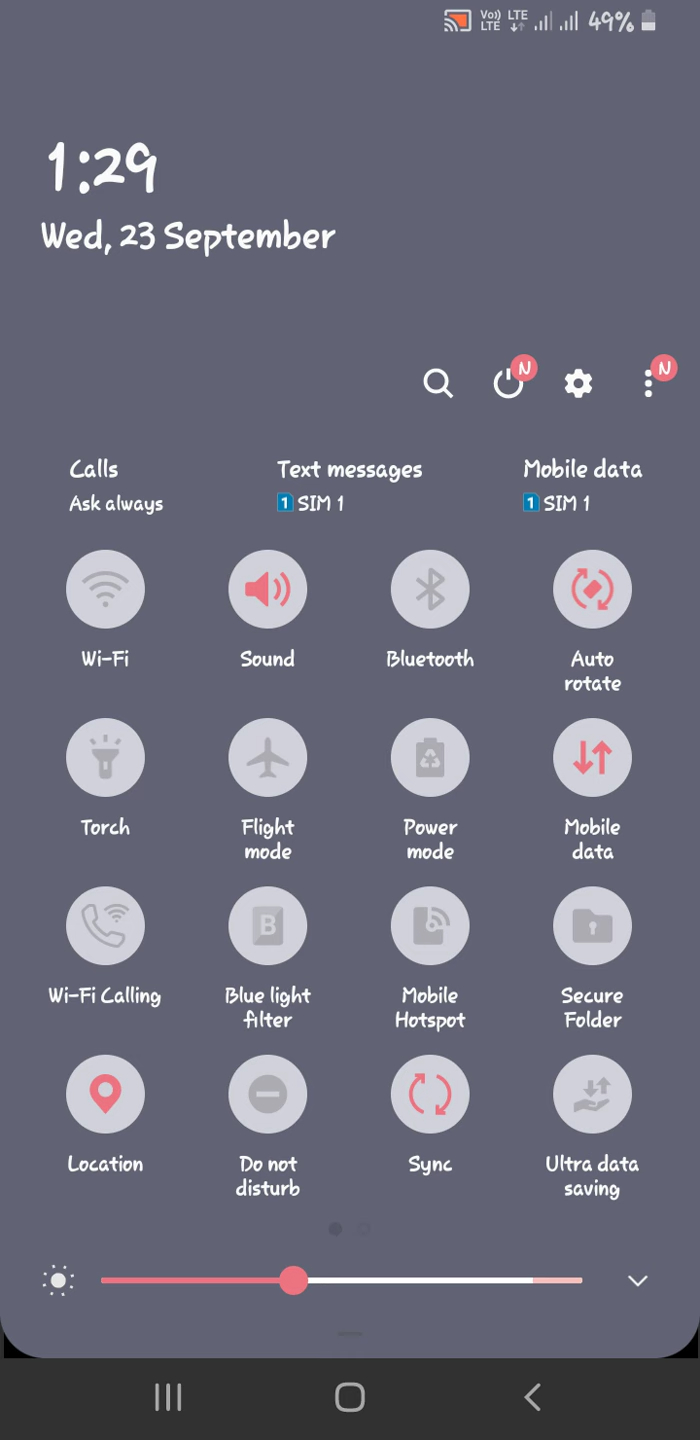 Vo)) LTE
LTE 49%
1:29
Wed, 23 September
N N
Calls Text messages Mobile data
Ask always 1 SIM 1 1 SIM 1
Wi-Fi Sound Bluetooth Auto
rotate
Torch Flight Power Mobile
mode mode data
B
Wi-Fi Calling Blue light Mobile Secure
filter Hotspot Folder
Location Do not Sync Ultra data
disturb saving